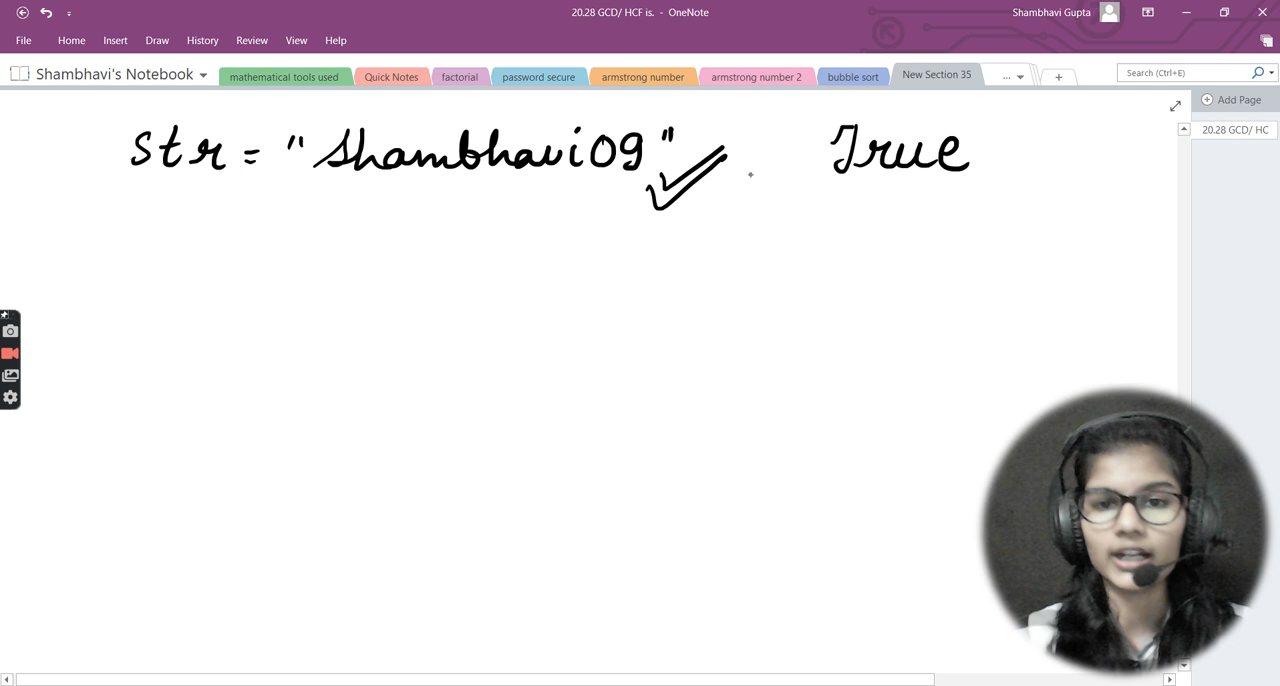 20.28 GCD/ HCF is. - OneNote
Shambhavi Gupta
File Home Insert Draw History Review View Help
Shambhavi's Notebook
mathematical tools used
Quick Notes
factorial
password secure
armstrong number
armstrong number 2
bubble sort
New Section 35
...
+
Search (Ctrl+E)
Add Page
20.28 GCD/ HC
str = "Shambhavi09" True